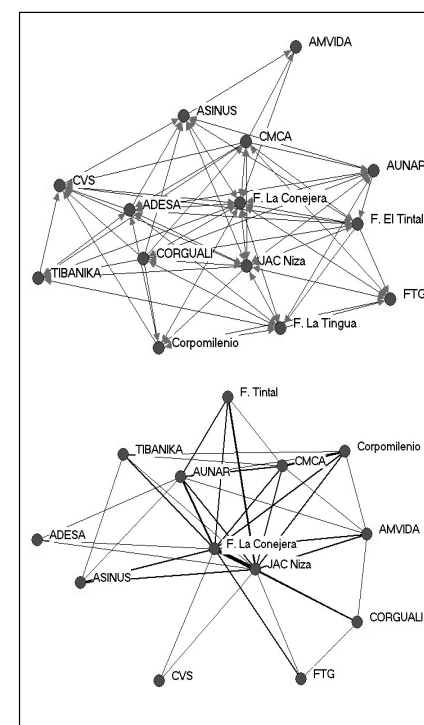 AMVIDA
ASINUS
CMCA
AUNAP
CVS
F. La Conejera
ADESA
F. El Tintal
CORGUALI
JAC Niza
TIBANIKA
FTG
F. La Tingua
Corpomilenio
F. Tintal
TIBANIKA
Corpomilenio
CMCA
AUNAR
AMVIDA
ADESA
F. La Conejera
JAC Niza
ASINUS
CORGUALI
CVS
FTG